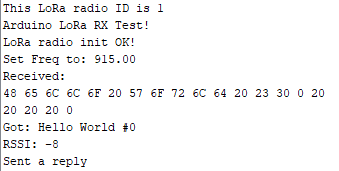 This LoRa radio ID is 1
Arduino LoRa RX Test!
LoRa radio init OK!
Set Freq to: 915.00
Received:
48 65 6C 6C 6F 20 57 6F 72 6C 64 20 23 30 0 20
20 20 20 0
Got: Hello World #0
RSSI: -8
Sent a reply